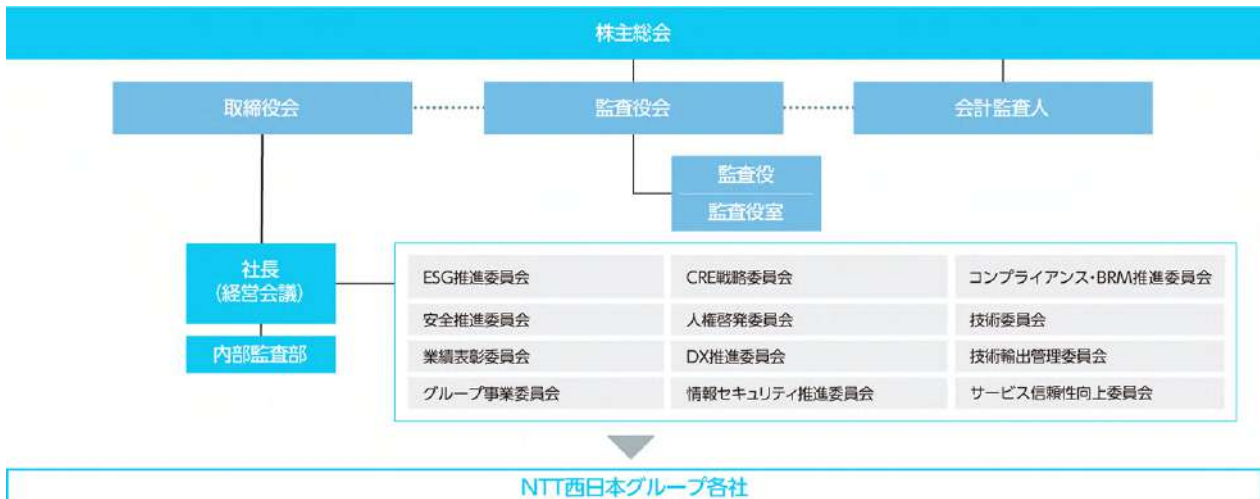 株主総会
取締役会
監査役会
会計監査人
監査役
監査役室
社長
(経営会議)
内部監査部
ESG推進委員会
CRE戦略委員会
コンプライアンス・BRM推進委員会
安全推進委員会
人権啓発委員会
技術委員会
業績表彰委員会
DX推進委員会
技術輸出管理委員会
グループ事業委員会
情報セキュリティ推進委員会
サービス信頼性向上委員会
NTT西日本グループ各社